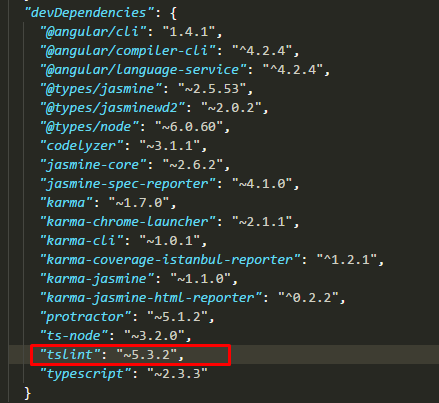 "devDependencies": {
"@angular/cli": "1.4.1",
"@angular/compiler-cli": "^4.2.4",
"@angular/language-service": "^4.2.4",
"@types/jasmine": "~2.5.53",
"@types/jasminewd2": "~2.0.2",
"@types/node": "~6.0.60",
"codelyzer": "~3.1.1",
"jasmine-core": "~2.6.2",
"jasmine-spec-reporter": "~4.1.0",
"karma": "~1.7.0",
"karma-chrome-launcher": "~2.1.1",
"karma-cli": "~1.0.1",
"karma-coverage-istanbul-reporter": "^1.2.1",
"karma-jasmine": "~1.1.0",
"karma-jasmine-html-reporter": "^0.2.2",
"protractor": "~5.1.2",
"ts-node": "~3.2.0",
"tslint": "~5.3.2",
"typescript": "~2.3.3"
}